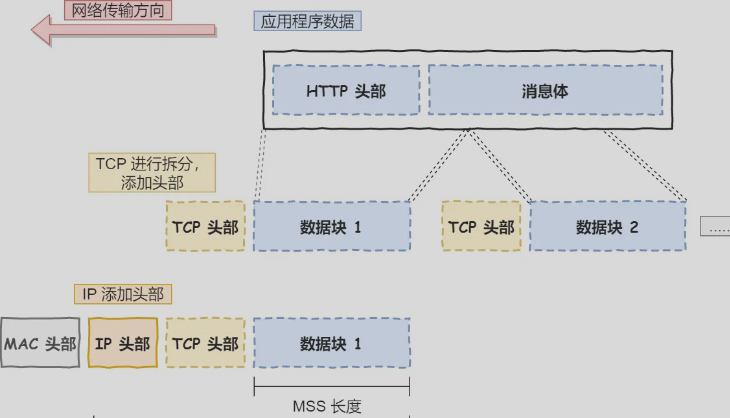 网络传输方向
应用程序数据
HTTP 头部
消息体
TCP 进行拆分，
添加头部
TCP 头部
数据块 1
TCP 头部
数据块 2
……
IP 添加头部
MAC 头部
IP 头部
TCP 头部
数据块 1
MSS 长度